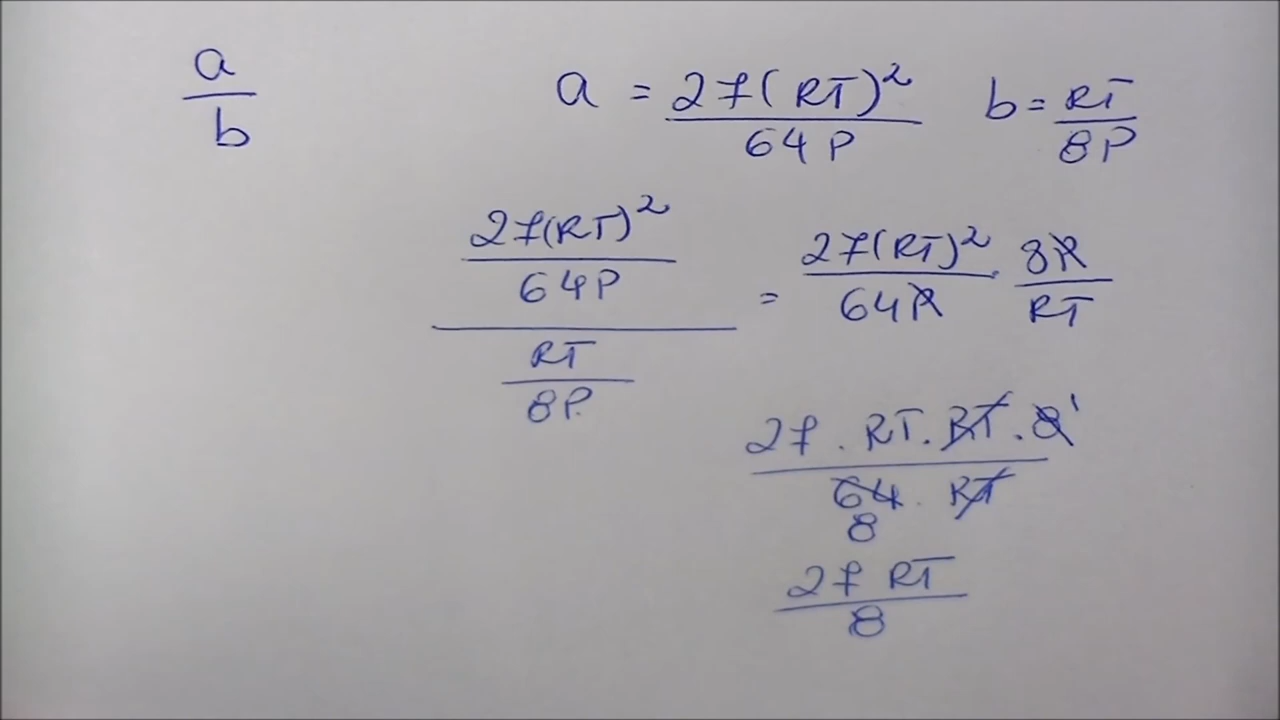 a/b
a = 27(RT)²/64P   b = RT/8P
(27(RT)²/64P)/(RT/8P) = 27(RT)²/64P · 8P/RT
27 . RT . RT . 8 1
64 . RT
8
27 RT/8